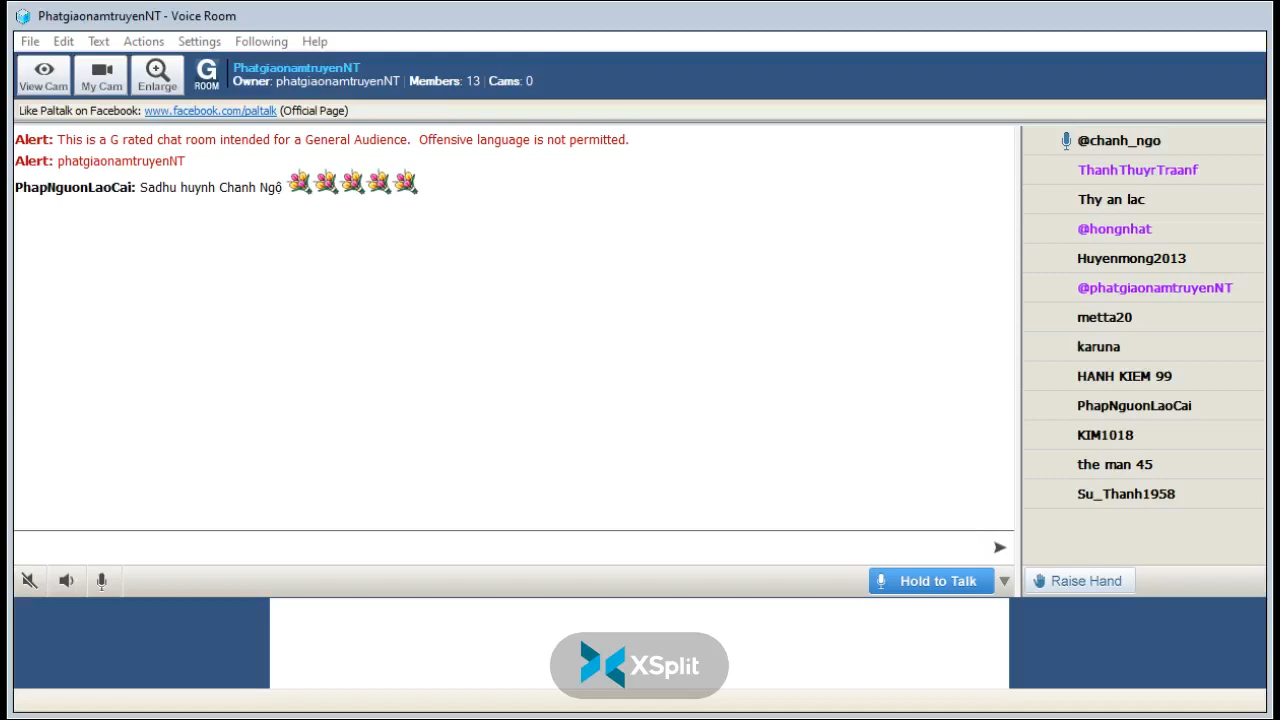 PhatgiaonamtruyenNT - Voice Room
File Edit Text Actions Settings Following Help
View Cam My Cam Enlarge G ROOM
PhatgiaonamtruyenNT
Owner: phatgiaonamtruyenNT | Members: 13 | Cams: 0
Like Paltalk on Facebook: www.facebook.com/paltalk (Official Page)
Alert: This is a G rated chat room intended for a General Audience. Offensive language is not permitted.
Alert: phatgiaonamtruyenNT
PhapNguonLaoCai: Sadhu huynh Chanh Ngộ
@chanh_ngo
ThanhThuyrTraanf
Thy an lac
@hongnhat
Huyenmong2013
@phatgiaonamtruyenNT
metta20
karuna
HANH KIEM 99
PhapNguonLaoCai
KIM1018
the man 45
Su_Thanh1958
Hold to Talk
Raise Hand
XSplit